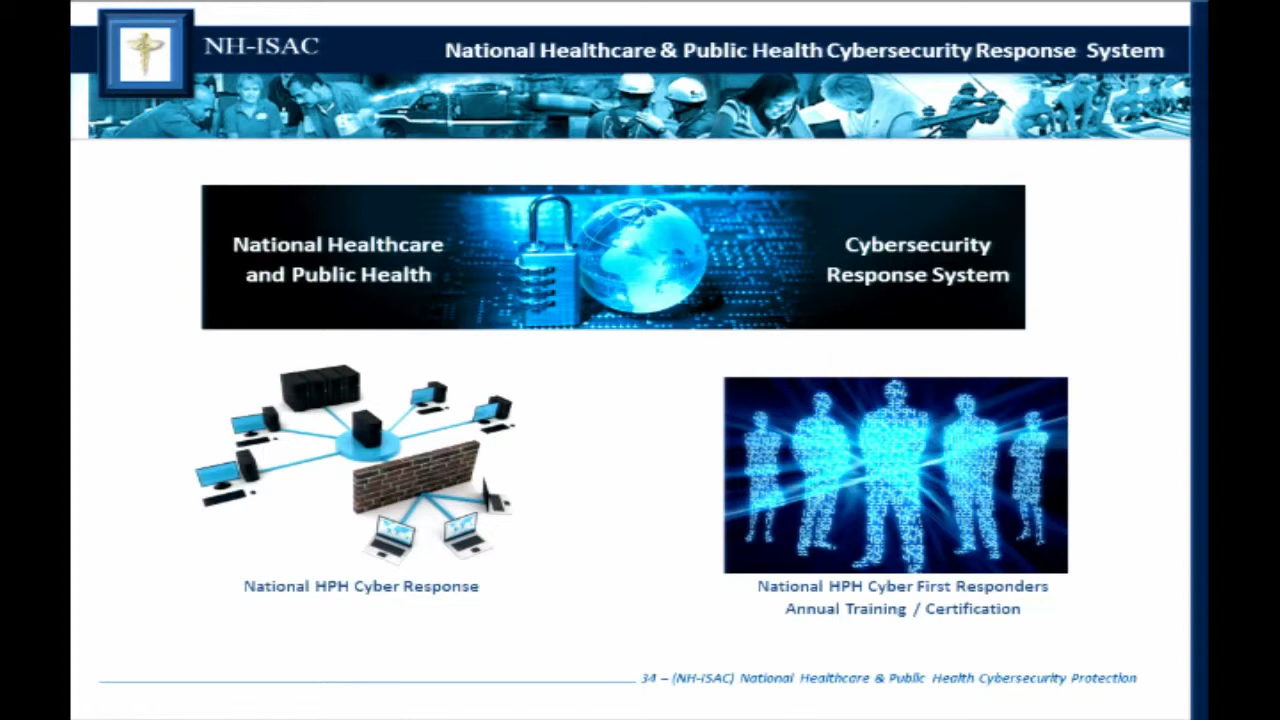 NH-ISAC
National Healthcare & Public Health Cybersecurity Response System
National Healthcare
and Public Health
Cybersecurity
Response System
National HPH Cyber Response
National HPH Cyber First Responders
Annual Training / Certification
34 – (NH-ISAC) National Healthcare & Public Health Cybersecurity Protection